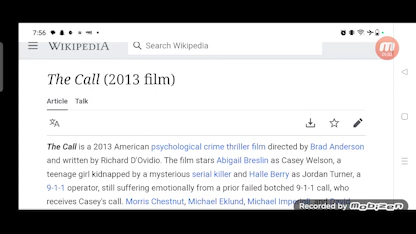 7:56
WIKIPEDIA
Search Wikipedia
The Call (2013 film)
Article Talk
The Call is a 2013 American psychological crime thriller film directed by Brad Anderson
and written by Richard D'Ovidio. The film stars Abigail Breslin as Casey Welson, a
teenage girl kidnapped by a mysterious serial killer and Halle Berry as Jordan Turner, a
9-1-1 operator, still suffering emotionally from a prior failed botched 9-1-1 call, who
receives Casey's call. Morris Chestnut, Michael Eklund, Michael and David
Recorded by MOBIZEN